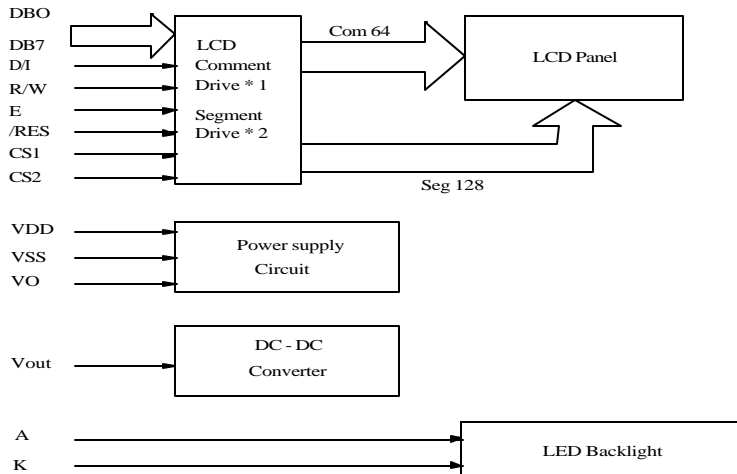 DBO
DB7
D/I
R/W
E
/RES
CS1
CS2
LCD
Comment
Drive * 1
Segment
Drive * 2
Com 64
LCD Panel
Seg 128
VDD
VSS
VO
Power supply
Circuit
Vout
DC - DC
Converter
A
K
LED Backlight